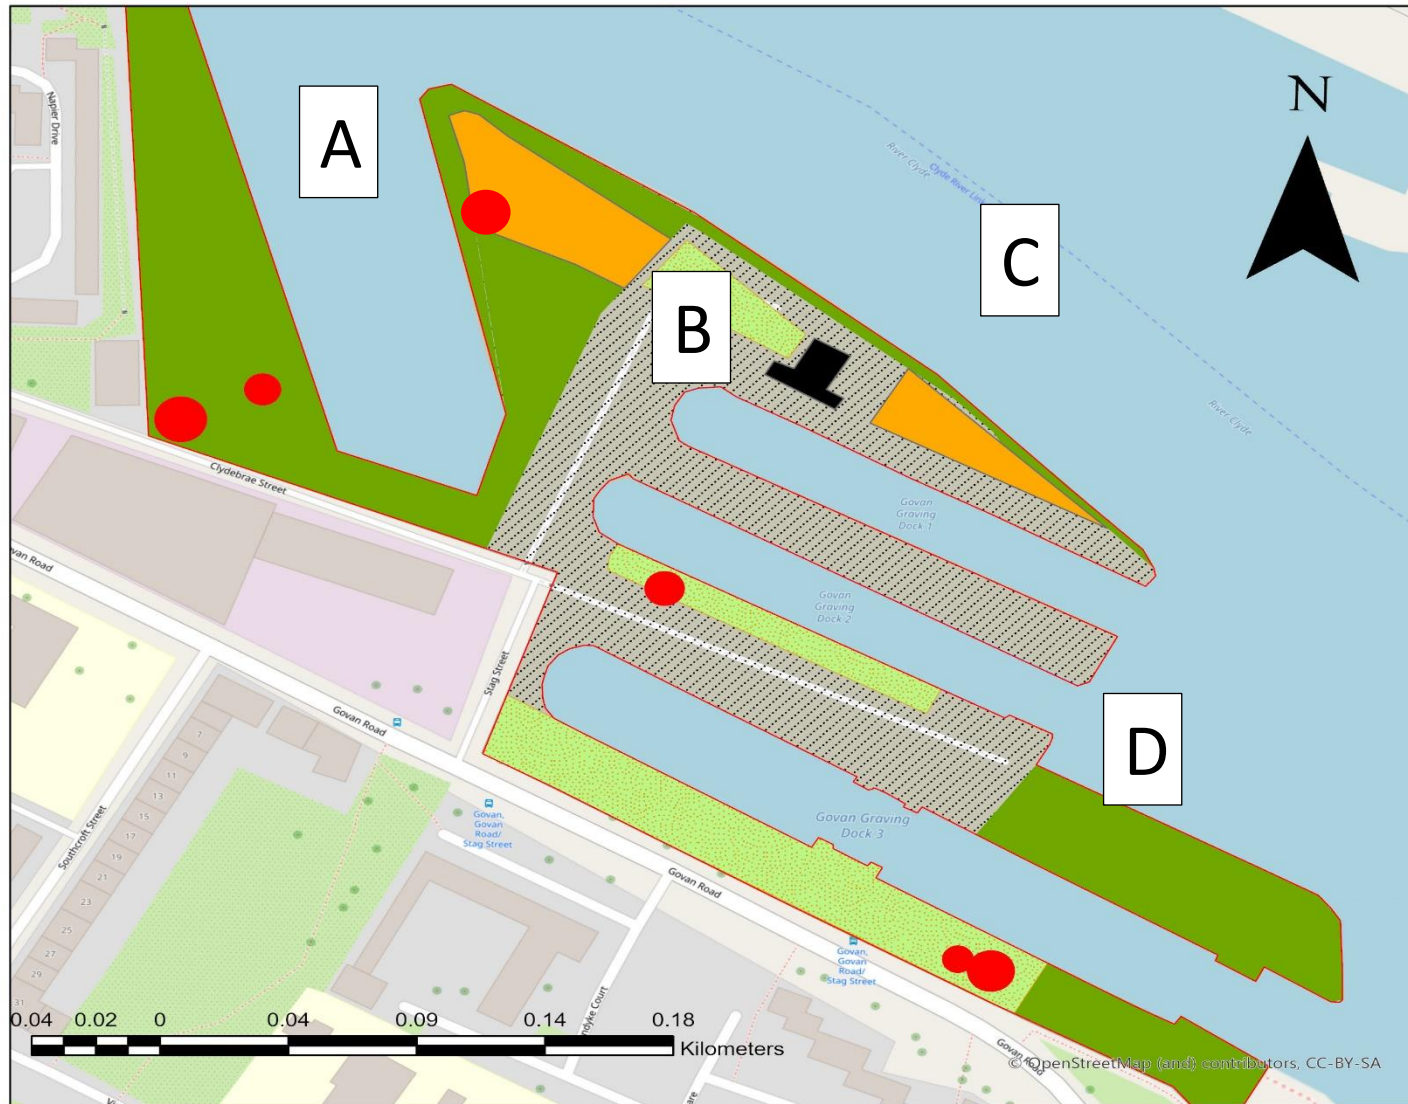 Napier Drive
A
N
River Clyde
Clyde River Link
C
B
River Clyde
Clydebrae Street
Govan
Graving
Dock 1
Govan Road
Govan
Graving
Dock 2
Stag Street
Govan Road
D
7
9
11
13
15
17
19
21
23
25
27
29
31
Southcroft Street
Govan,
Govan
Road/
Stag Street
Govan Graving
Dock 3
Govan Road
Govan,
Govan
Road/
Stag Street
ndyke Court
0.04 0.02 0 0.04 0.09 0.14 0.18
Kilometers
Govan Road
© OpenStreetMap (and) contributors, CC-BY-SA